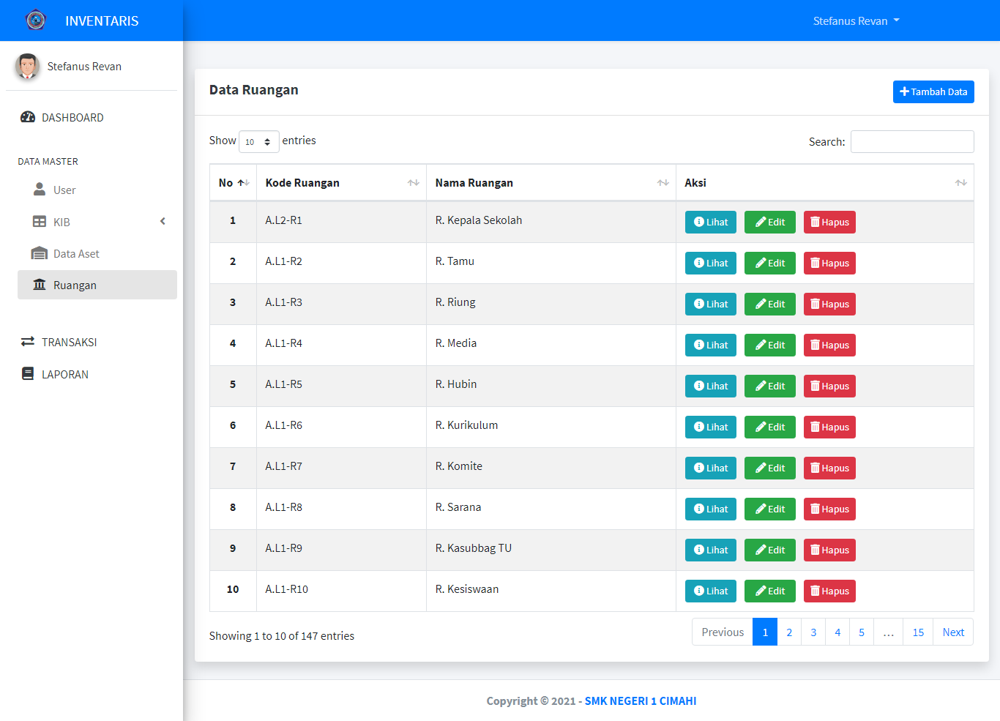 INVENTARIS
Stefanus Revan
Stefanus Revan
DASHBOARD
DATA MASTER
User
KIB
Data Aset
Ruangan
TRANSAKSI
LAPORAN
Data Ruangan
Tambah Data
Show 10 entries
Search:
No Kode Ruangan Nama Ruangan Aksi
1 A.L2-R1 R. Kepala Sekolah Lihat Edit Hapus
2 A.L1-R2 R. Tamu Lihat Edit Hapus
3 A.L1-R3 R. Riung Lihat Edit Hapus
4 A.L1-R4 R. Media Lihat Edit Hapus
5 A.L1-R5 R. Hubin Lihat Edit Hapus
6 A.L1-R6 R. Kurikulum Lihat Edit Hapus
7 A.L1-R7 R. Komite Lihat Edit Hapus
8 A.L1-R8 R. Sarana Lihat Edit Hapus
9 A.L1-R9 R. Kasubbag TU Lihat Edit Hapus
10 A.L1-R10 R. Kesiswaan Lihat Edit Hapus
Showing 1 to 10 of 147 entries
Previous 1 2 3 4 5 … 15 Next
Copyright © 2021 - SMK NEGERI 1 CIMAHI